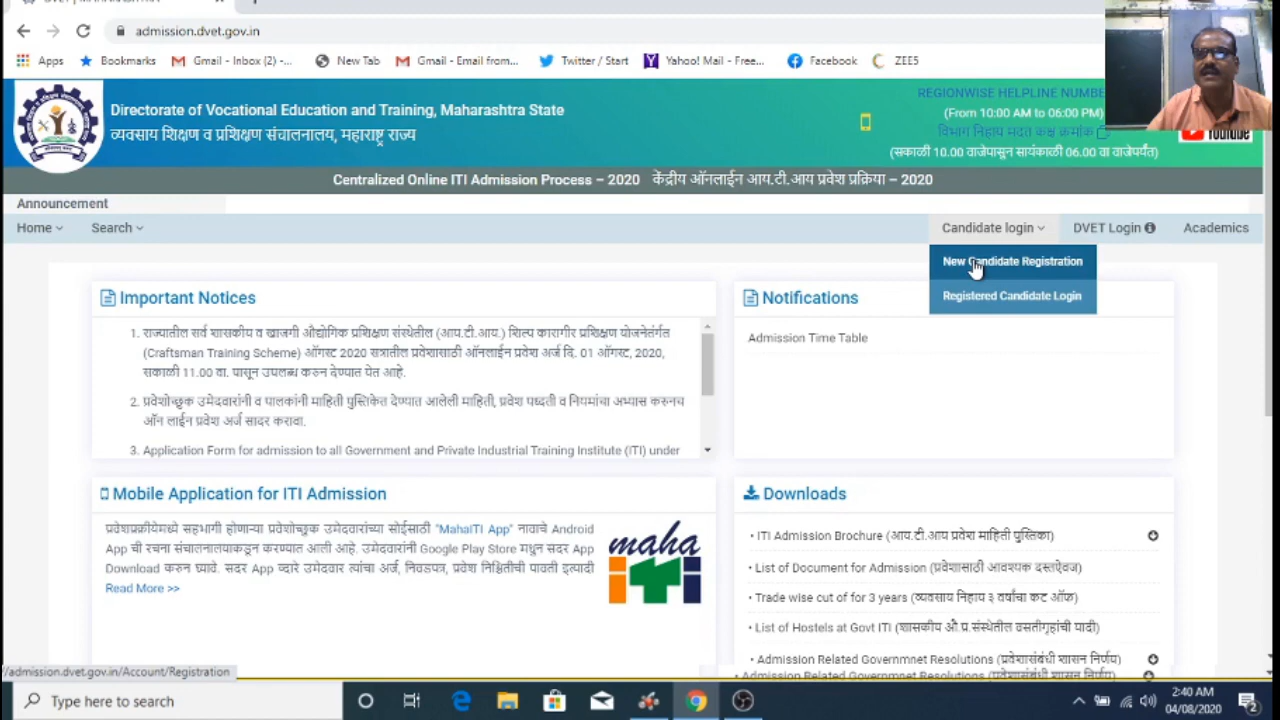 admission.dvet.gov.in
Apps Bookmarks Gmail - Inbox (2) -... New Tab Gmail - Email from... Twitter / Start Yahoo! Mail - Free... Facebook ZEE5
Directorate of Vocational Education and Training, Maharashtra State
व्यवसाय शिक्षण व प्रशिक्षण संचालनालय, महाराष्ट्र राज्य
REGIONWISE HELPLINE NUMBE
(From 10:00 AM to 06:00 PM)
विभाग निहाय मदत कक्ष क्रमांक
(सकाळी 10.00 वाजेपासून सायंकाळी 06.00 वा वाजेपर्यंत)
YouTube
Centralized Online ITI Admission Process – 2020 केंद्रीय ऑनलाईन आय.टी.आय प्रवेश प्रक्रिया – 2020
Announcement
Home Search Candidate login DVET Login Academics
New Candidate Registration
Registered Candidate Login
Important Notices
1. राज्यातील सर्व शासकीय व खाजगी औद्योगिक प्रशिक्षण संस्थेतील (आय.टी.आय.) शिल्प कारागीर प्रशिक्षण योजनेतंर्गत
(Craftsman Training Scheme) ऑगस्ट 2020 सत्रातील प्रवेशासाठी ऑनलाईन प्रवेश अर्ज दि. 01 ऑगस्ट, 2020,
सकाळी 11.00 वा. पासून उपलब्ध करुन देण्यात येत आहे.
2. प्रवेशोच्छुक उमेदवारांनी व पालकांनी माहिती पुस्तिकेत देण्यात आलेली माहिती, प्रवेश पध्दती व नियमांचा अभ्यास करुनच
ऑन लाईन प्रवेश अर्ज सादर करावा.
3. Application Form for admission to all Government and Private Industrial Training Institute (ITI) under
Notifications
Admission Time Table
Mobile Application for ITI Admission
प्रवेशप्रक्रीयेमध्ये सहभागी होणाऱ्या प्रवेशोच्छुक उमेदवारांच्या सोईसाठी "MahaITI App" नावाचे Android
App ची रचना संचालनालयाकडून करण्यात आली आहे. उमेदवारांनी Google Play Store मधून सदर App
Download करुन घ्यावे. सदर App व्दारे उमेदवार त्यांचा अर्ज, निवडपत्र, प्रवेश निश्चितीची पावती इत्यादी
Read More >>
maha
iTi
Downloads
• ITI Admission Brochure (आय.टी.आय प्रवेश माहिती पुस्तिका)
• List of Document for Admission (प्रवेशासाठी आवश्यक दस्तऐवज)
• Trade wise cut of for 3 years (व्यवसाय निहाय ३ वर्षांचा कट ऑफ)
• List of Hostels at Govt ITI (शासकीय औ.प्र.संस्थेतील वसतीगृहांची यादी)
• Admission Related Governmnet Resolutions (प्रवेशासंबंधी शासन निर्णय)
• Admission Related Governmnet Resolutions (प्रवेशासंबंधी शासन निर्णय)
/admission.dvet.gov.in/Account/Registration
Type here to search
2:40 AM
04/08/2020
2